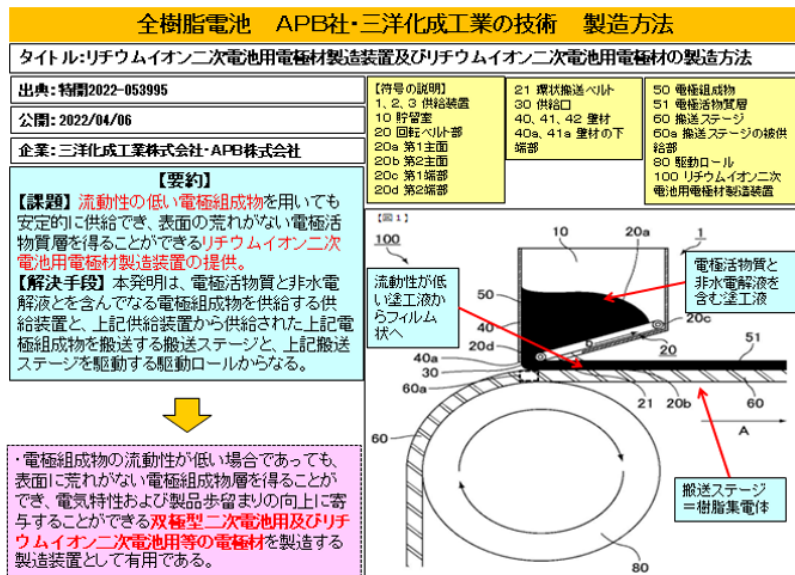 全樹脂電池　APB社・三洋化成工業の技術　製造方法
タイトル：リチウムイオン二次電池用電極材製造装置及びリチウムイオン二次電池用電極材の製造方法
出典：特開2022-053995
公開：2022/04/06
企業：三洋化成工業株式会社・APB株式会社
【符号の説明】
1、2、3 供給装置
10 貯留室
20 回転ベルト部
20a 第1主面
20b 第2主面
20c 第1端部
20d 第2端部
21 環状搬送ベルト
30 供給口
40、41、42 壁材
40a、41a 壁材の下
端部
50 電極組成物
51 電極活物質層
60 搬送ステージ
60a 搬送ステージの被供
給部
80 駆動ロール
100 リチウムイオン二次
電池用電極材製造装置
【要約】
【課題】流動性の低い電極組成物を用いても
安定的に供給でき、表面の荒れがない電極活
物質層を得ることができるリチウムイオン二次
電池用電極材製造装置の提供。
【解決手段】本発明は、電極活物質と非水電
解液とを含んでなる電極組成物を供給する供
給装置と、上記供給装置から供給された上記電
極組成物を搬送する搬送ステージと、上記搬送
ステージを駆動する駆動ロールからなる。
・電極組成物の流動性が低い場合であっても、
表面に荒れがない電極組成物層を得ることが
でき、電気特性および製品歩留まりの向上に寄
与することができる双極型二次電池用及びリチ
ウムイオン二次電池用等の電極材を製造する
製造装置として有用である。
【図1】
100
10
20a
1
流動性が
低い塗工液か
らフィルム
状へ
電極活物質と
非水電解液を
含む塗工液
50
40
20d
40a
30
60a
20c
20
51
60
21
20b
60
A
搬送ステージ
＝樹脂集電体
80